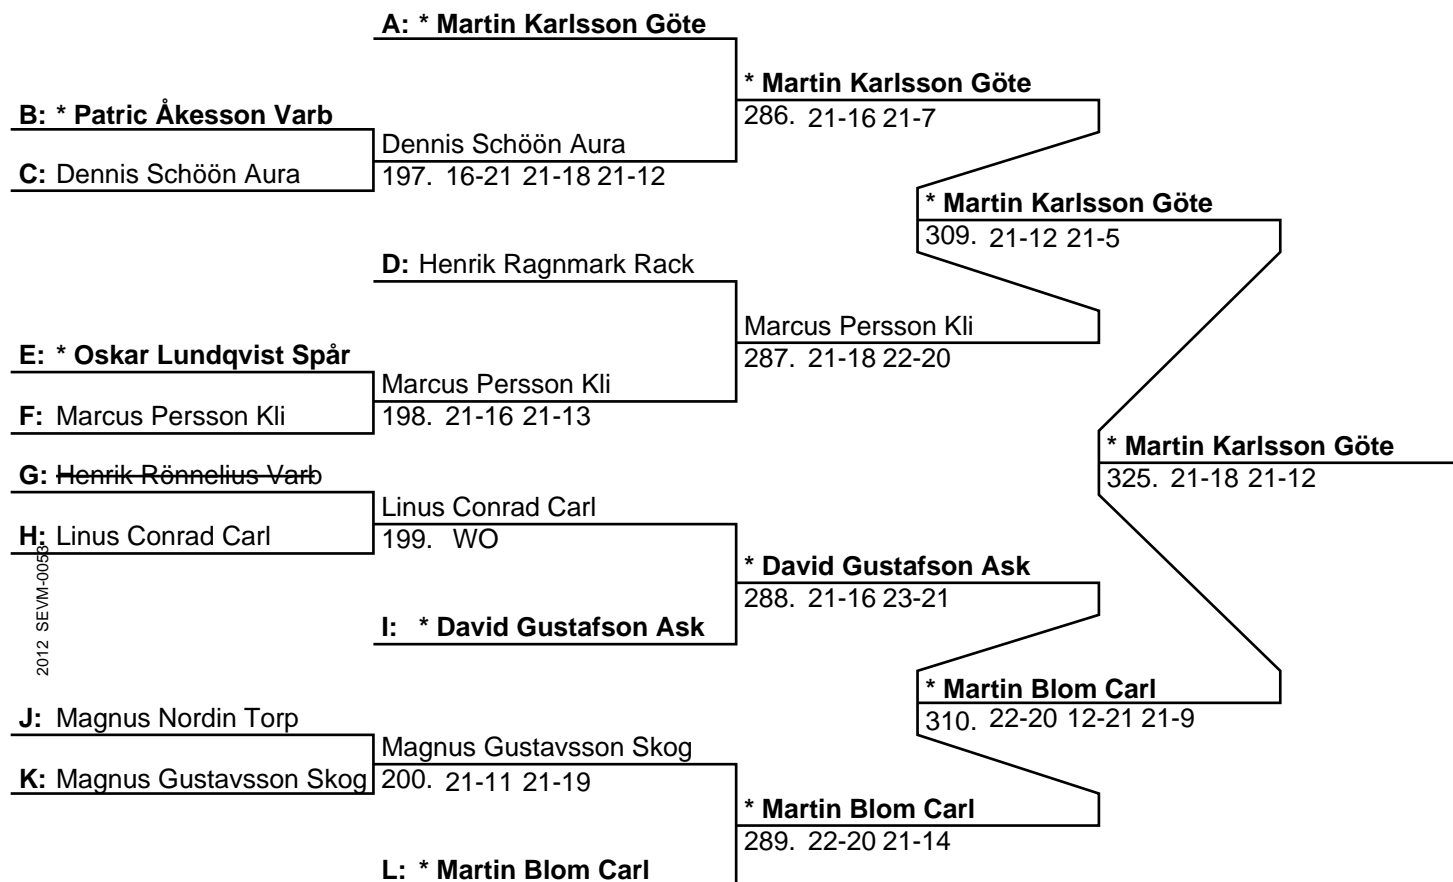 A: * Martin Karlsson Göte
* Martin Karlsson Göte
286. 21-16 21-7
B: * Patric Åkesson Varb
Dennis Schöön Aura
C: Dennis Schöön Aura
197. 16-21 21-18 21-12
* Martin Karlsson Göte
309. 21-12 21-5
D: Henrik Ragnmark Rack
Marcus Persson Kli
287. 21-18 22-20
E: * Oskar Lundqvist Spår
Marcus Persson Kli
F: Marcus Persson Kli
198. 21-16 21-13
* Martin Karlsson Göte
325. 21-18 21-12
G: Henrik Rönnelius Varb
Linus Conrad Carl
H: Linus Conrad Carl
199. WO
* David Gustafson Ask
288. 21-16 23-21
I: * David Gustafson Ask
2012 SEVM-0053
* Martin Blom Carl
310. 22-20 12-21 21-9
J: Magnus Nordin Torp
Magnus Gustavsson Skog
K: Magnus Gustavsson Skog
200. 21-11 21-19
* Martin Blom Carl
289. 22-20 21-14
L: * Martin Blom Carl